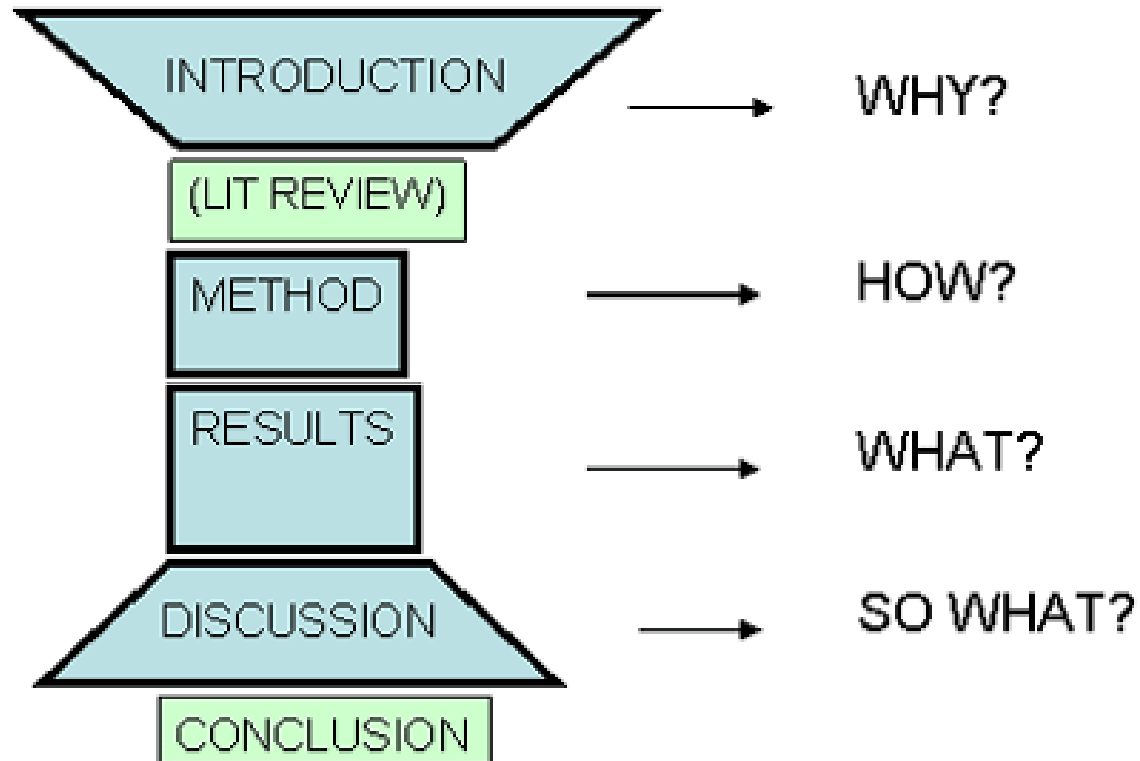 INTRODUCTION
WHY?
(LIT REVIEW)
METHOD
HOW?
RESULTS
WHAT?
DISCUSSION
SO WHAT?
CONCLUSION